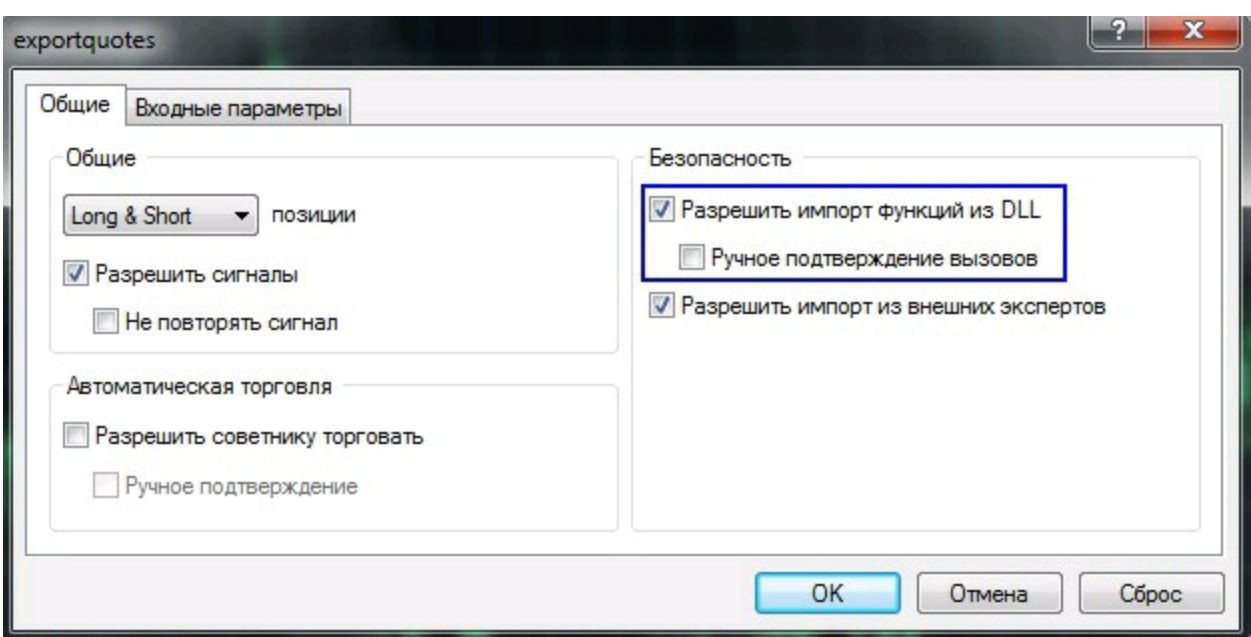 exportquotes
Общие
Входные параметры
Общие
Long & Short
позиции
Разрешить сигналы
Не повторять сигнал
Автоматическая торговля
Разрешить советнику торговать
Ручное подтверждение
Безопасность
Разрешить импорт функций из DLL
Ручное подтверждение вызовов
Разрешить импорт из внешних экспертов
OK
Отмена
Сброс